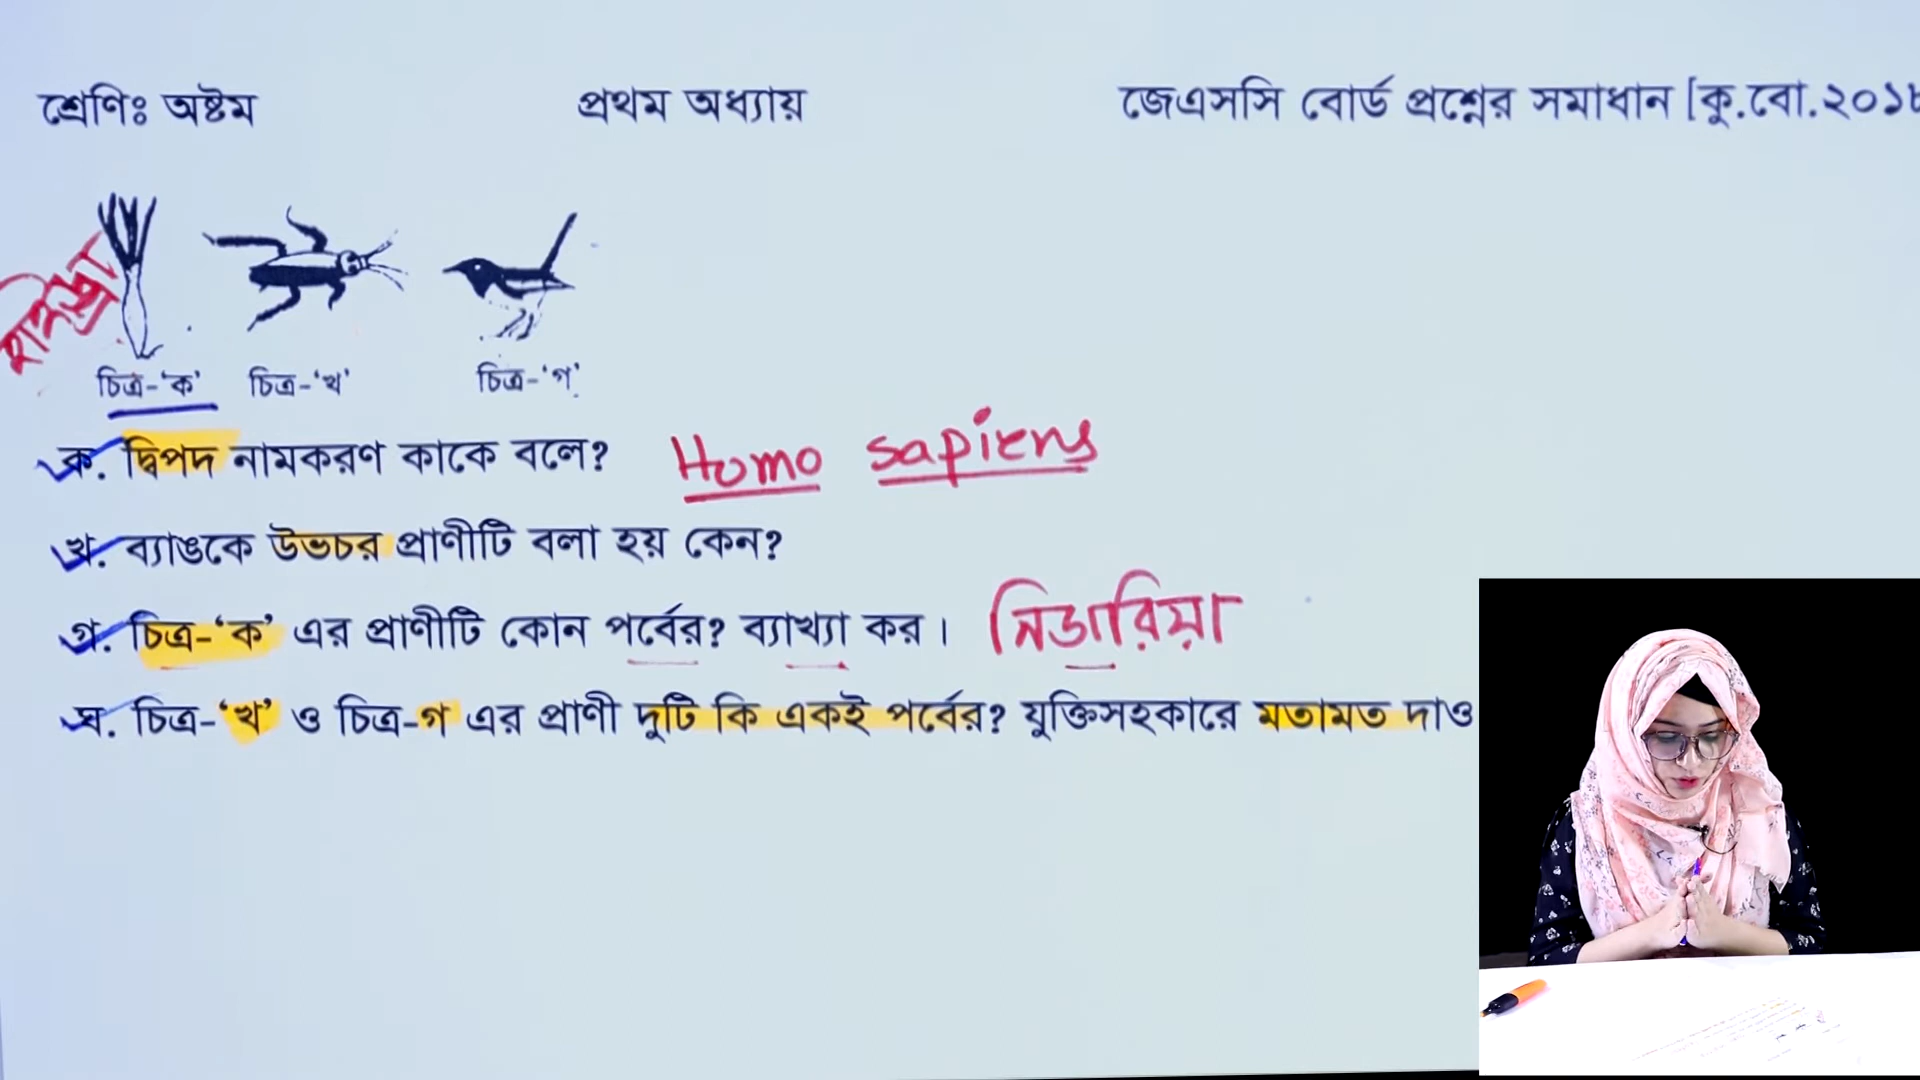 শ্রেণিঃ অষ্টম প্রথম অধ্যায় জেএসসি বোর্ড প্রশ্নের সমাধান [কু.বো.২০১৮
হাইড্রা
চিত্র-‘ক’ চিত্র-‘খ’ চিত্র-‘গ’
ক. দ্বিপদ নামকরণ কাকে বলে? Homo sapiens
খ. ব্যাঙকে উভচর প্রাণীটি বলা হয় কেন?
গ. চিত্র-‘ক’ এর প্রাণীটি কোন পর্বের? ব্যাখ্যা কর। নিডারিয়া
ঘ. চিত্র-‘খ’ ও চিত্র-গ এর প্রাণী দুটি কি একই পর্বের? যুক্তিসহকারে মতামত দাও